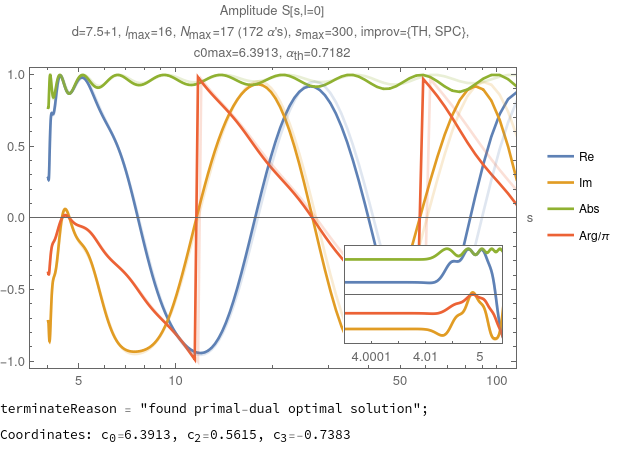 Amplitude S[s,l=0]
d=7.5+1, lmax=16, Nmax=17 (172 α's), smax=300, improv={TH, SPC},
c0max=6.3913, αth=0.7182
1.0
0.5
0.0
−0.5
−1.0
s
4.0001 4.01 5
5 10 50 100
Re
Im
Abs
Arg/π
terminateReason = "found primal-dual optimal solution";
Coordinates: c0=6.3913, c2=0.5615, c3=-0.7383